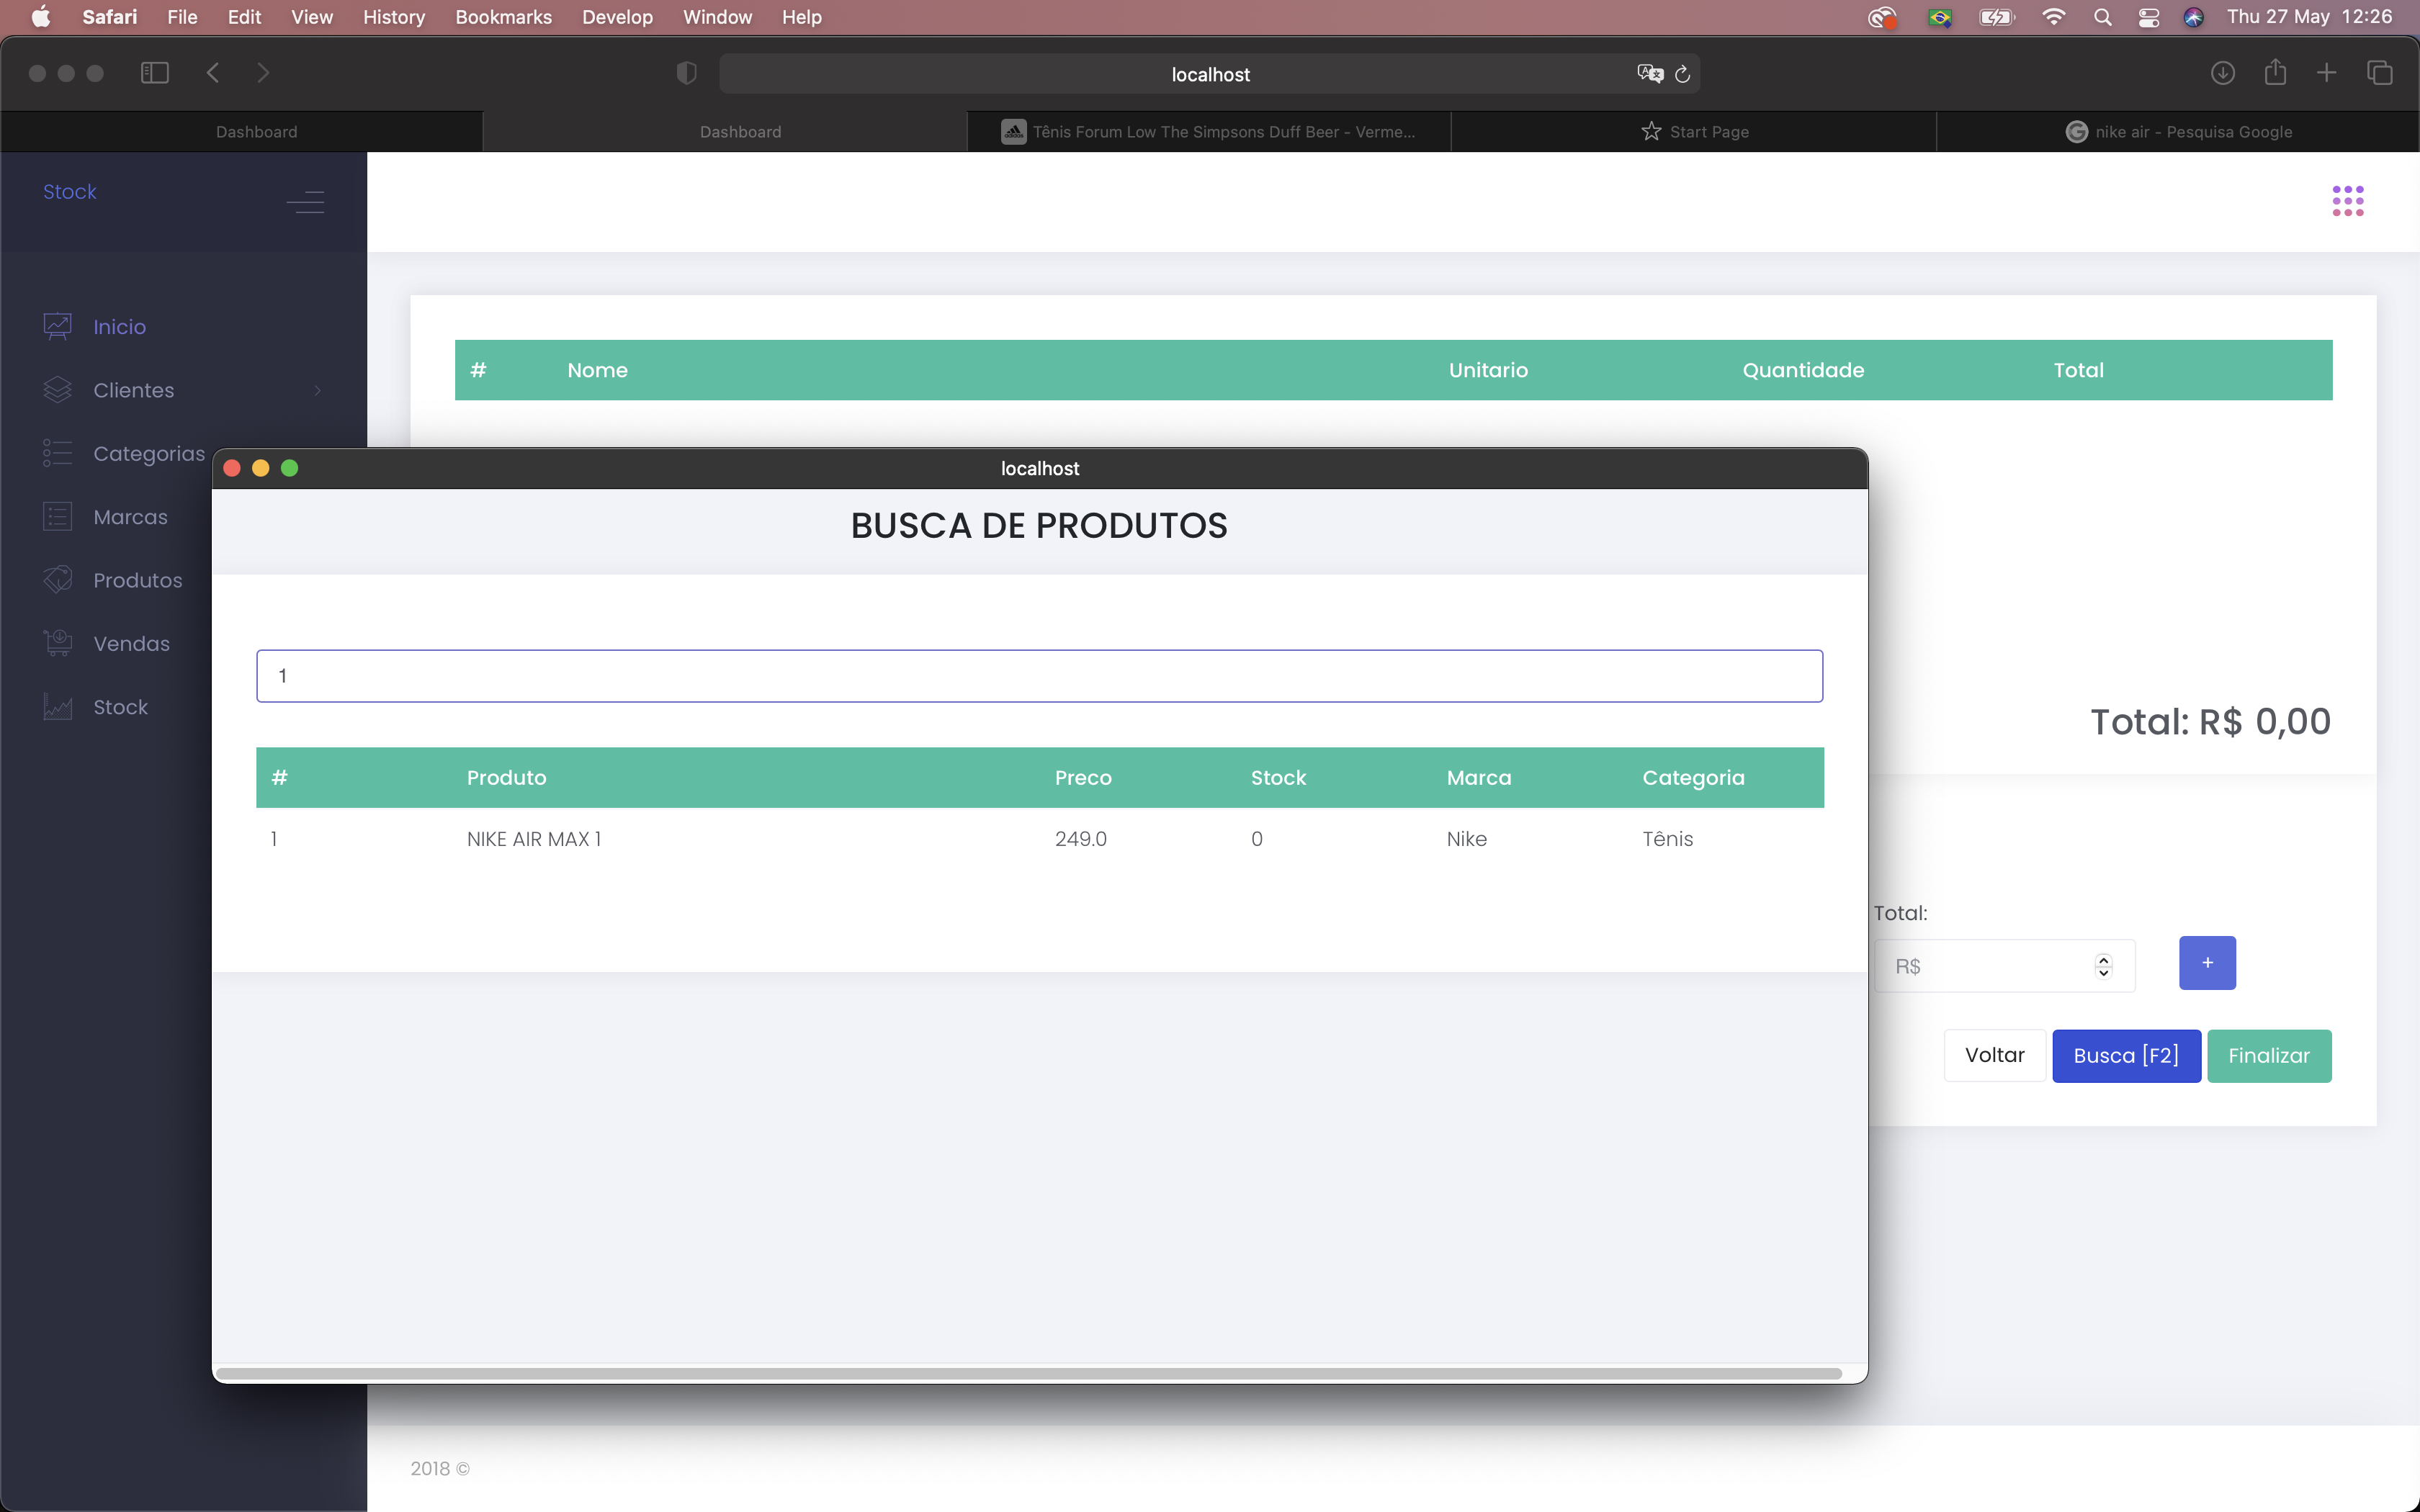 Safari File Edit View History Bookmarks Develop Window Help Thu 27 May 12:26
localhost
Dashboard Dashboard Tênis Forum Low The Simpsons Duff Beer - Verme... Start Page nike air - Pesquisa Google
Stock
Inicio
Clientes
Categorias
Marcas
Produtos
Vendas
Stock
# Nome Unitario Quantidade Total
localhost
BUSCA DE PRODUTOS
1
# Produto Preco Stock Marca Categoria
1 NIKE AIR MAX 1 249.0 0 Nike Tênis
Total: R$ 0,00
Total:
R$ +
Voltar Busca [F2] Finalizar
2018 ©